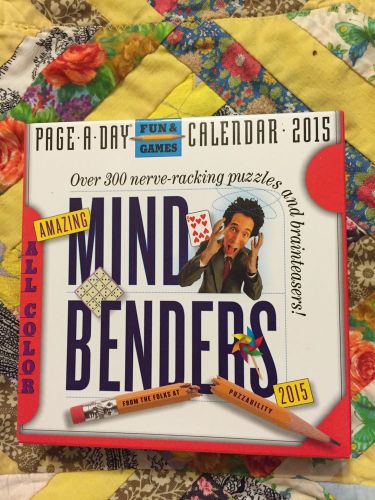 PAGE·A·DAY FUN & GAMES CALENDAR·2015
Over 300 nerve-racking puzzles and brainteasers!
AMAZING
ALL COLOR
MIND
BENDERS
2015
FROM THE FOLKS AT PUZZABILITY